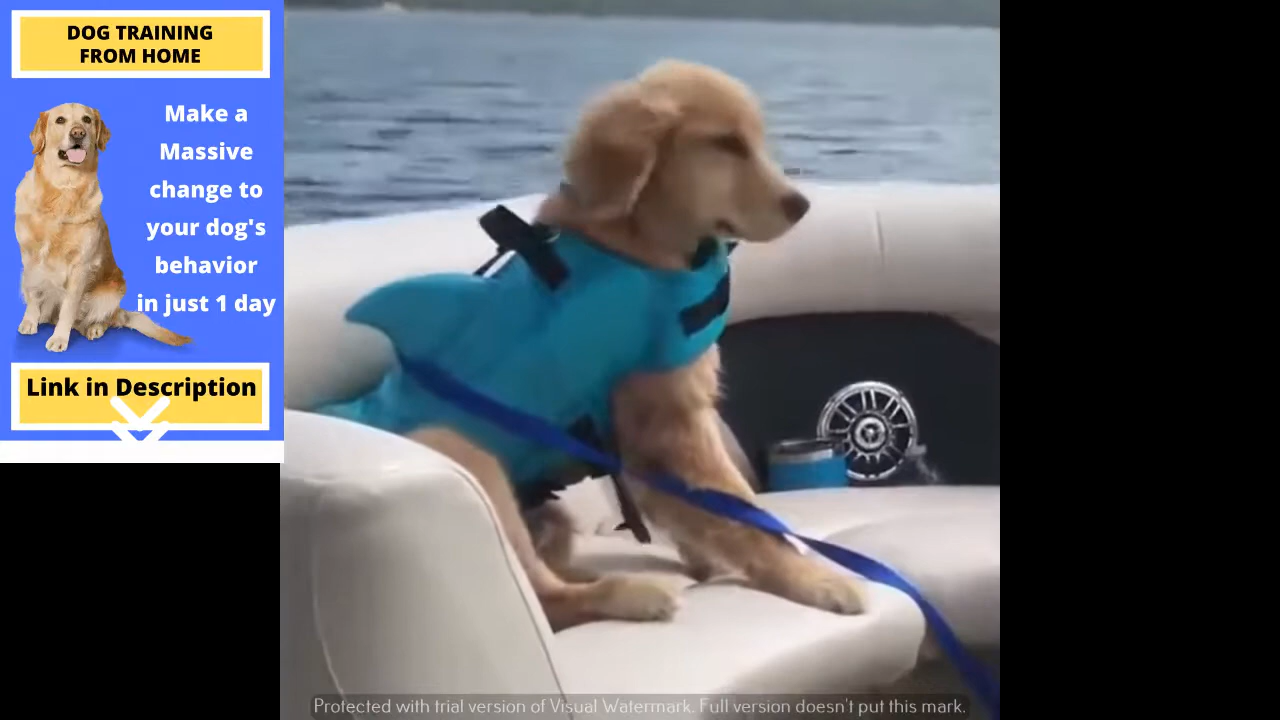 DOG TRAINING
FROM HOME
Make a
Massive
change to
your dog's
behavior
in just 1 day
Link in Description
Protected with trial version of Visual Watermark. Full version doesn't put this mark.